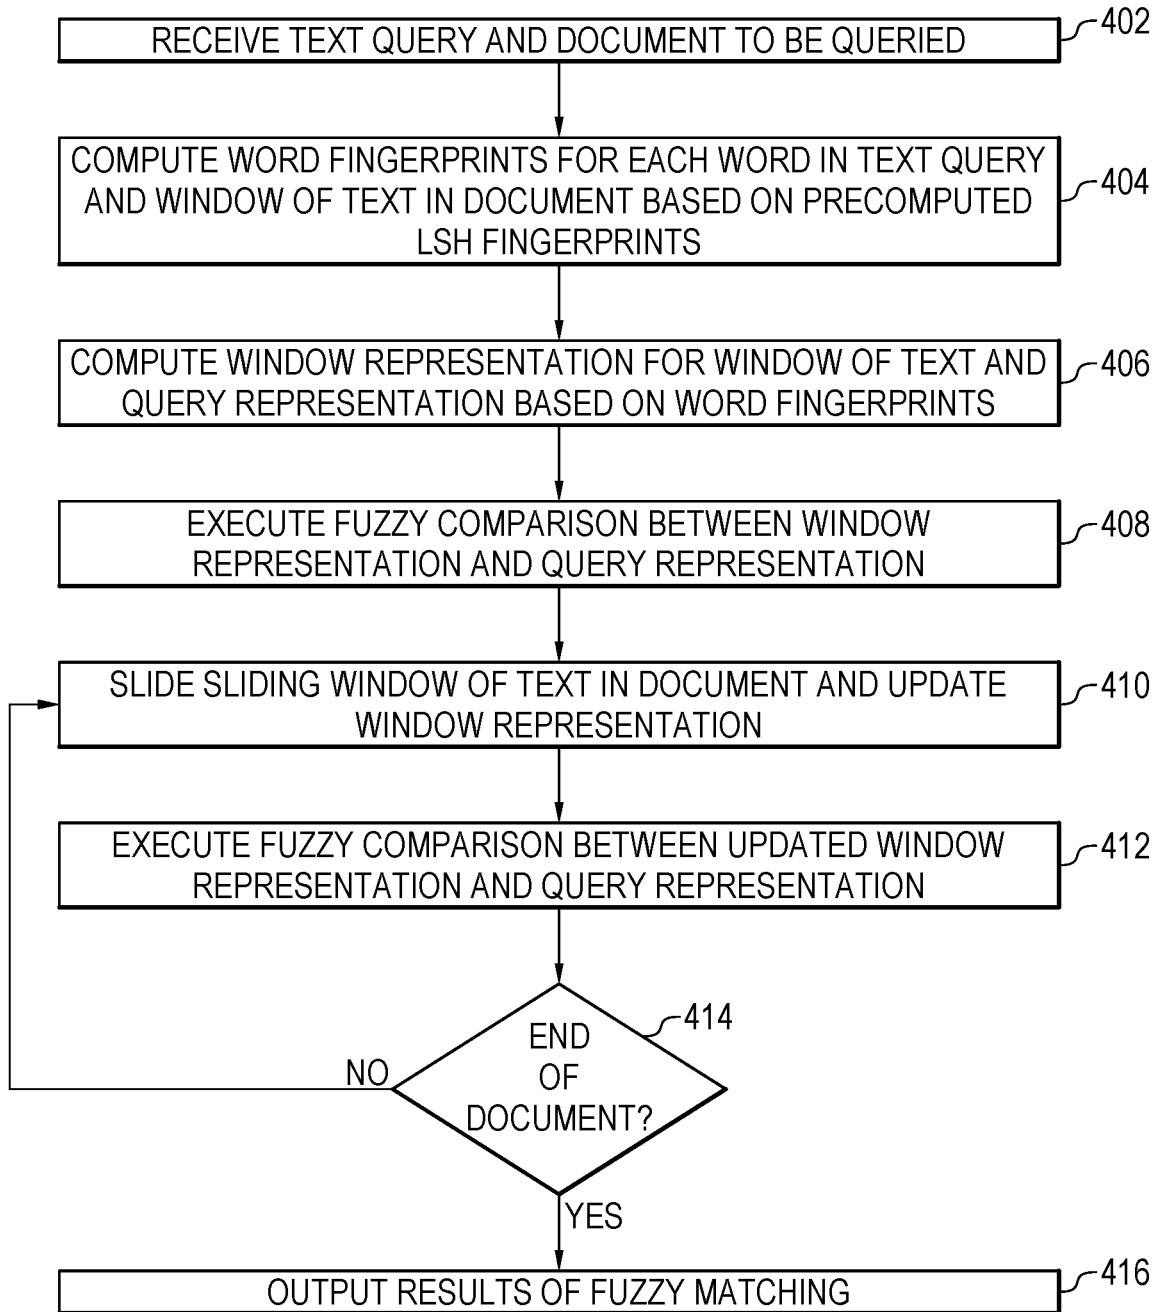 RECEIVE TEXT QUERY AND DOCUMENT TO BE QUERIED
402
COMPUTE WORD FINGERPRINTS FOR EACH WORD IN TEXT QUERY
AND WINDOW OF TEXT IN DOCUMENT BASED ON PRECOMPUTED
LSH FINGERPRINTS
404
COMPUTE WINDOW REPRESENTATION FOR WINDOW OF TEXT AND
QUERY REPRESENTATION BASED ON WORD FINGERPRINTS
406
EXECUTE FUZZY COMPARISON BETWEEN WINDOW
REPRESENTATION AND QUERY REPRESENTATION
408
SLIDE SLIDING WINDOW OF TEXT IN DOCUMENT AND UPDATE
WINDOW REPRESENTATION
410
EXECUTE FUZZY COMPARISON BETWEEN UPDATED WINDOW
REPRESENTATION AND QUERY REPRESENTATION
412
END
OF
DOCUMENT?
414
NO
YES
OUTPUT RESULTS OF FUZZY MATCHING
416